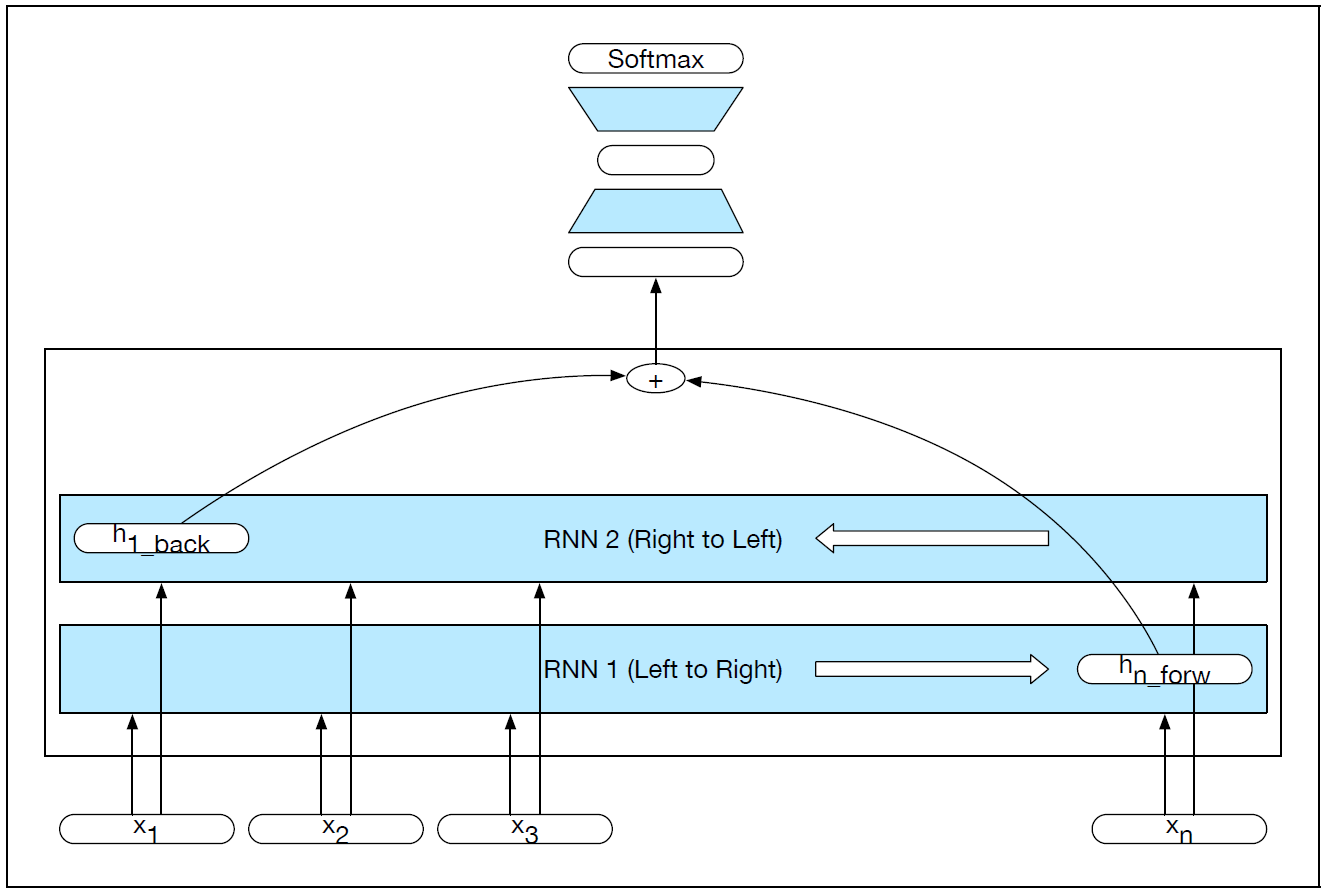 Softmax
+
h1_back
RNN 2 (Right to Left)
RNN 1 (Left to Right)
hn_forw
x1
x2
x3
xn